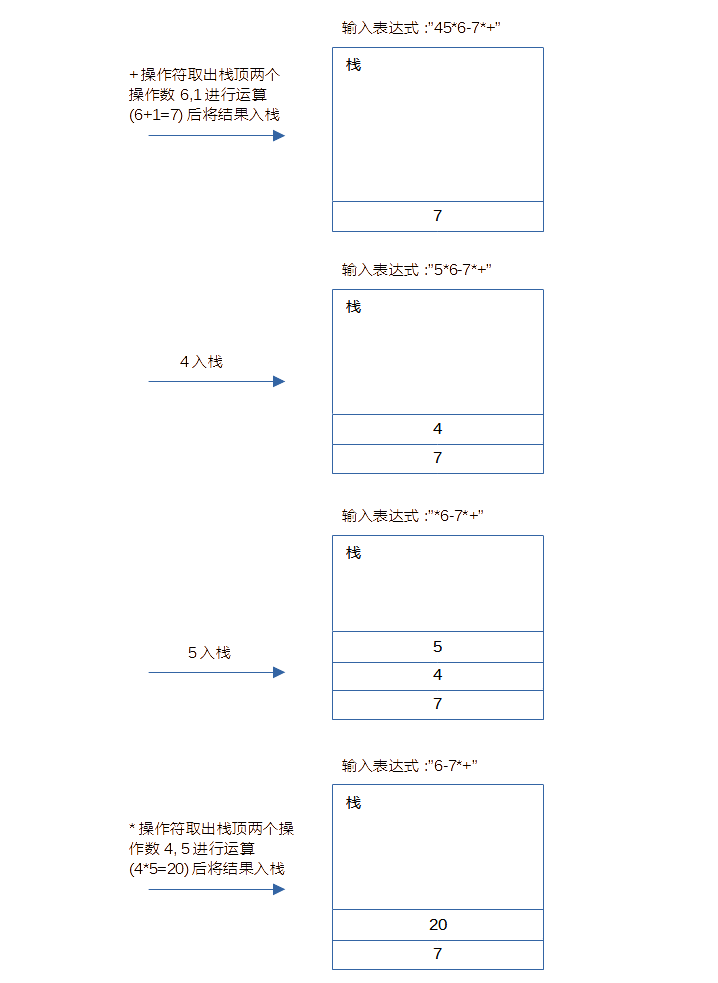 输入表达式 :”45*6-7*+”
栈
+ 操作符取出栈顶两个
操作数 6,1 进行运算
(6+1=7) 后将结果入栈
7
输入表达式 :”5*6-7*+”
栈
4 入栈
4
7
输入表达式 :”*6-7*+”
栈
5 入栈
5
4
7
输入表达式 :”6-7*+”
栈
* 操作符取出栈顶两个操
作数 4, 5 进行运算
(4*5=20) 后将结果入栈
20
7